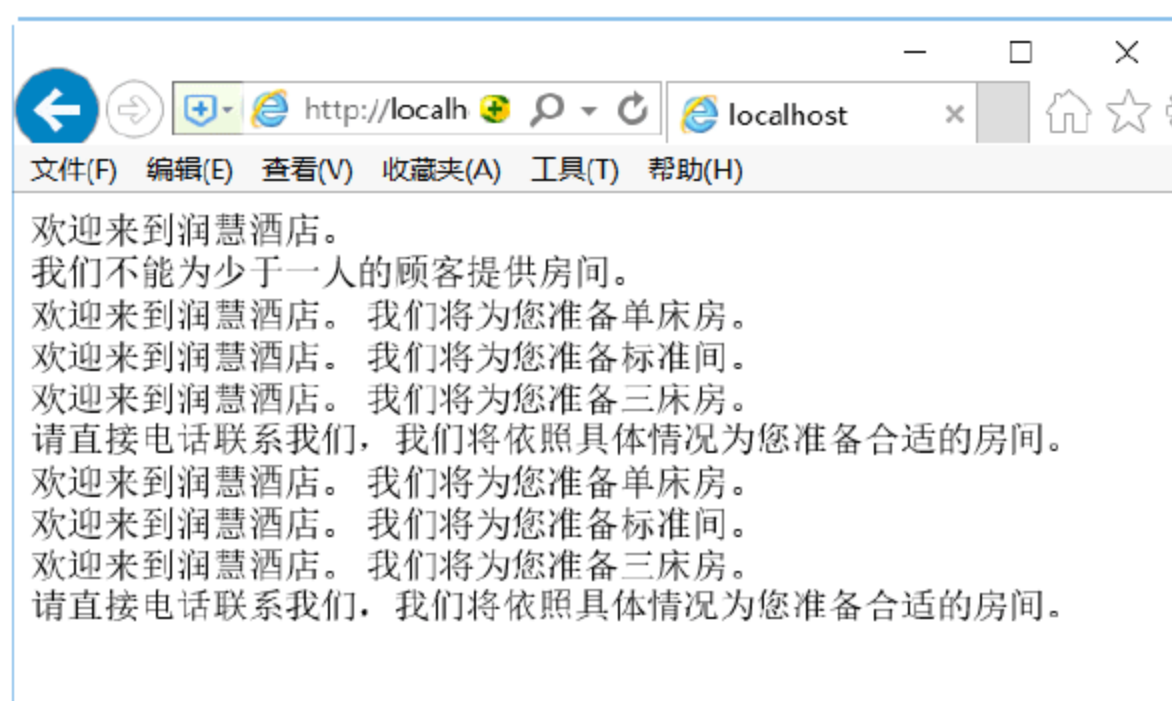 http://localh
localhost
文件(F) 编辑(E) 查看(V) 收藏夹(A) 工具(T) 帮助(H)
欢迎来到润慧酒店。
我们不能为少于一人的顾客提供房间。
欢迎来到润慧酒店。 我们将为您准备单床房。
欢迎来到润慧酒店。 我们将为您准备标准间。
欢迎来到润慧酒店。 我们将为您准备三床房。
请直接电话联系我们，我们将依照具体情况为您准备合适的房间。
欢迎来到润慧酒店。 我们将为您准备单床房。
欢迎来到润慧酒店。 我们将为您准备标准间。
欢迎来到润慧酒店。 我们将为您准备三床房。
请直接电话联系我们，我们将依照具体情况为您准备合适的房间。